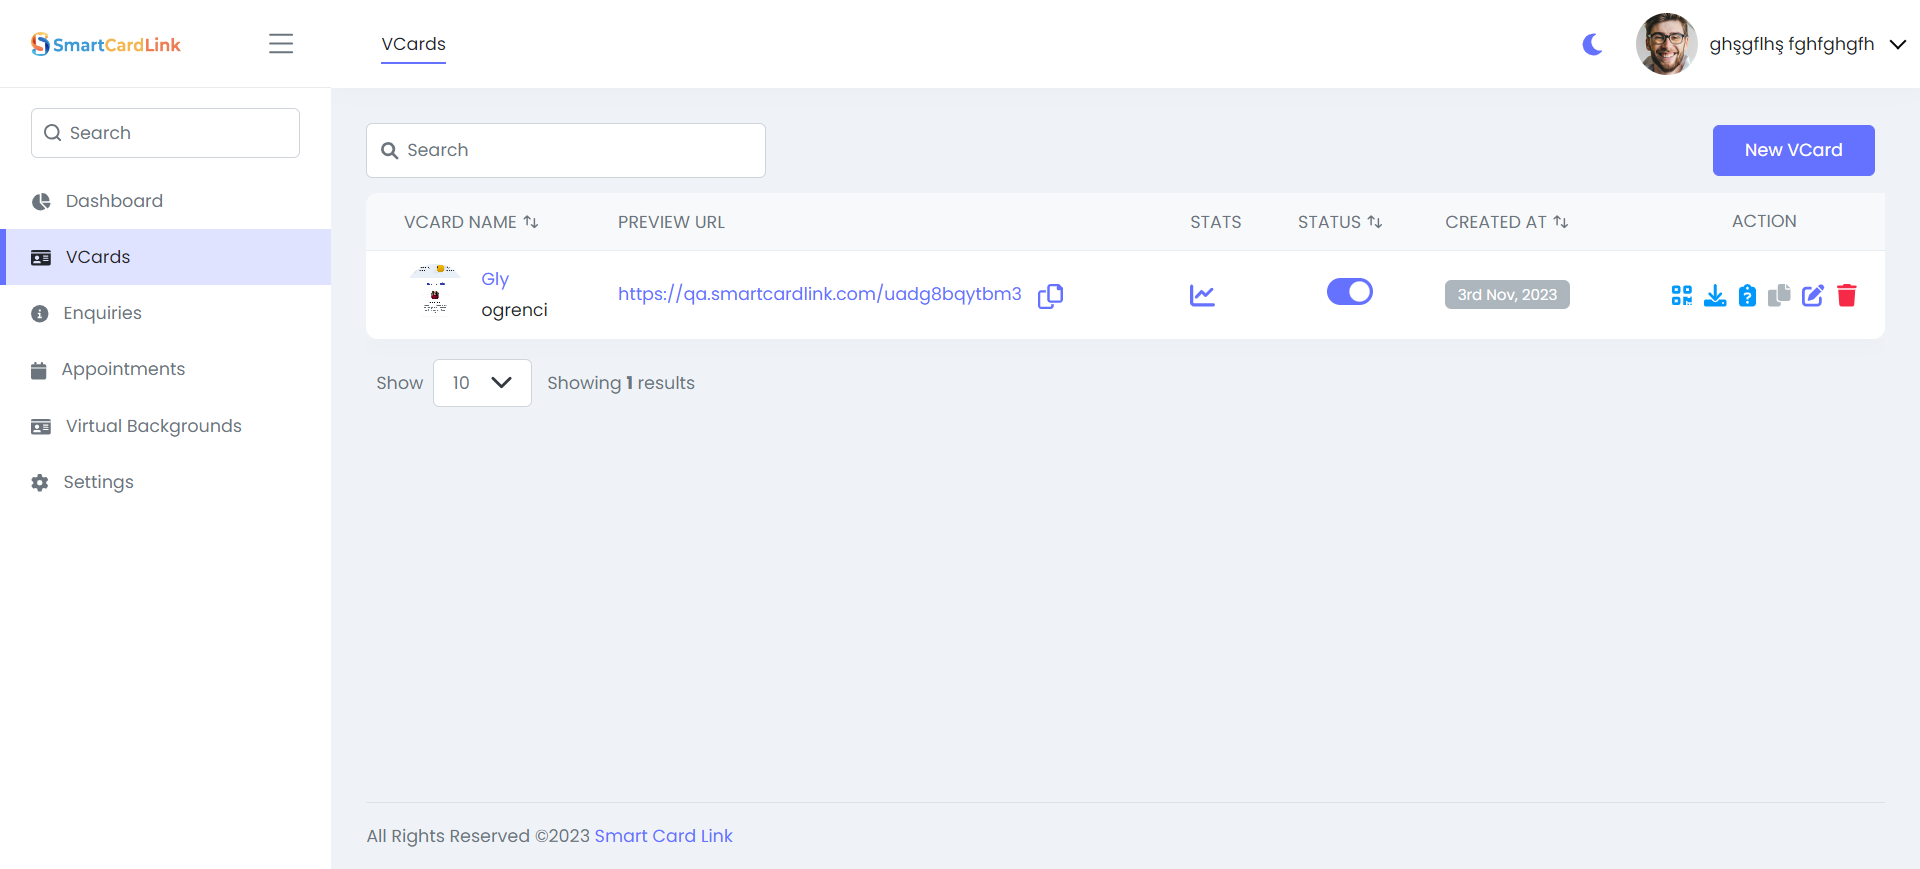 SmartCardLink
VCards
ghşgflhş fghfghgfh
Search
Dashboard
VCards
Enquiries
Appointments
Virtual Backgrounds
Settings
Search
New VCard
VCARD NAME PREVIEW URL STATS STATUS CREATED AT ACTION
Gly
ogrenci
https://qa.smartcardlink.com/uadg8bqytbm3
3rd Nov, 2023
Show 10 Showing 1 results
All Rights Reserved ©2023 Smart Card Link